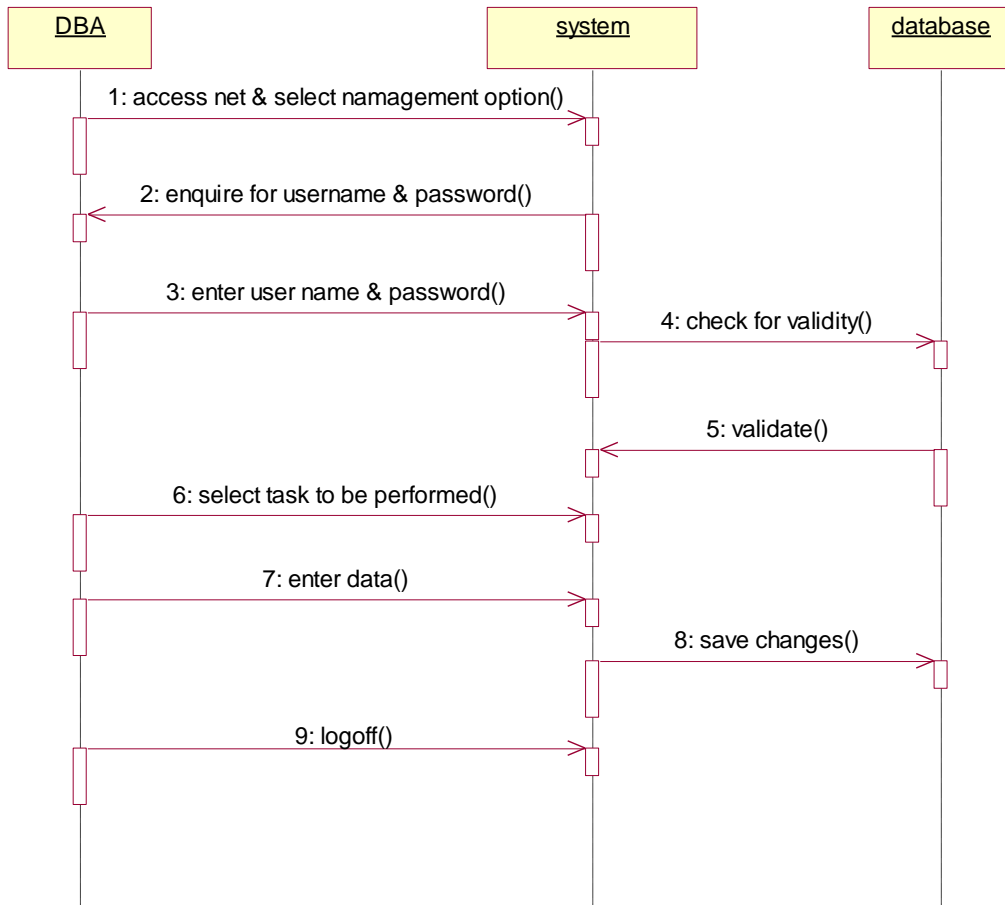 DBA
system
database
1: access net & select namagement option()
2: enquire for username & password()
3: enter user name & password()
4: check for validity()
5: validate()
6: select task to be performed()
7: enter data()
8: save changes()
9: logoff()